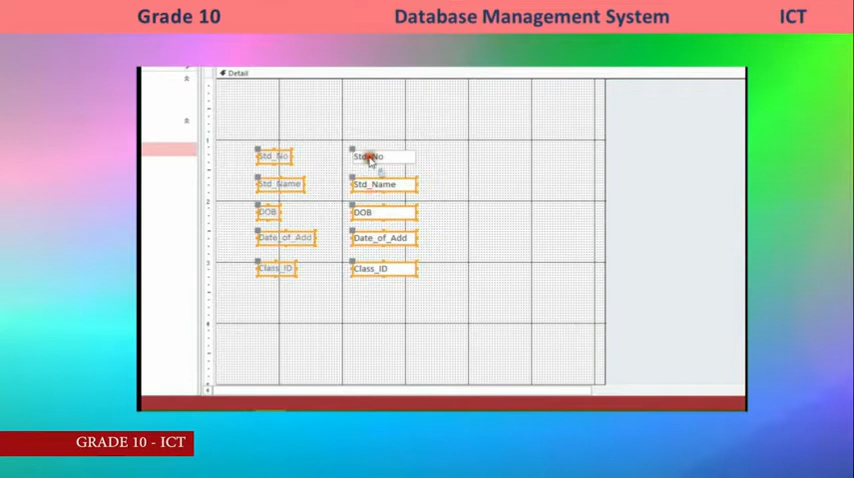 Grade 10 Database Management System ICT
Detail
Std_No Std_No
Std_Name Std_Name
DOB DOB
Date_of_Add Date_of_Add
Class_ID Class_ID
GRADE 10 - ICT